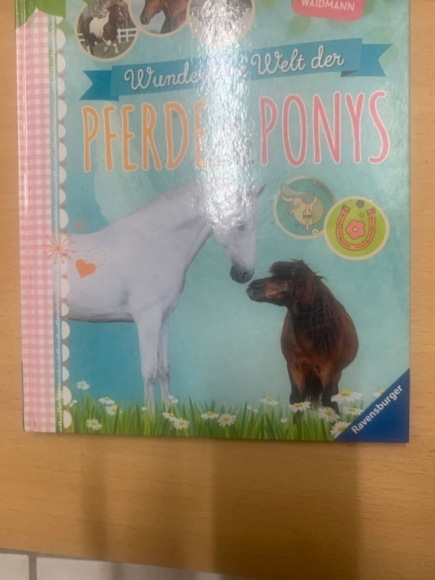 WAIDMANN
Welt der
PFERDE PONYS
Ravensburger